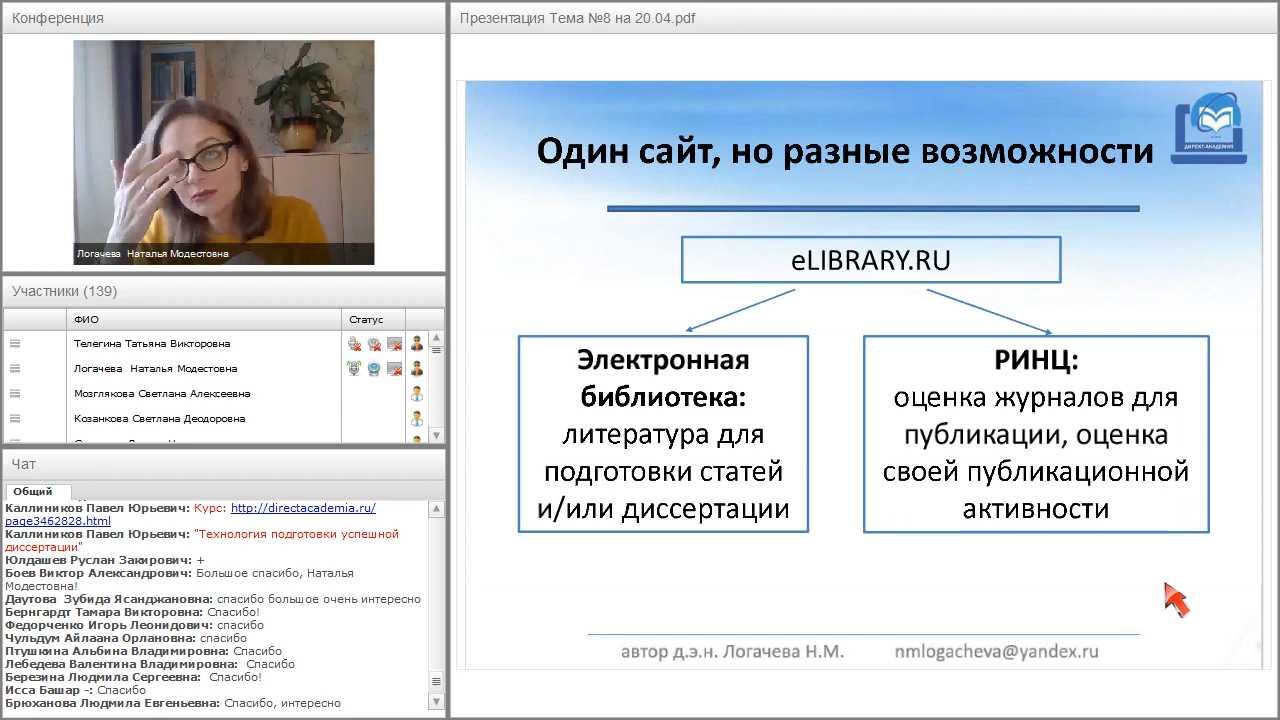 Конференция
Логачева Наталья Модестовна
Участники (139)
ФИО
Статус
Телегина Татьяна Викторовна
Логачева Наталья Модестовна
Мозглякова Светлана Алексеевна
Козанкова Светлана Деодоровна
Чат
Общий
Каллиников Павел Юрьевич: Курс: http://directacademia.ru/
page3462828.html
Каллиников Павел Юрьевич: "Технология подготовки успешной
диссертации"
Юлдашев Руслан Закирович: +
Боев Виктор Александрович: Большое спасибо, Наталья
Модестовна!
Даутова Зубида Ясанджановна: спасибо большое очень интересно
Бернгардт Тамара Викторовна: Спасибо!
Федорченко Игорь Леонидович: спасибо
Чульдум Айлаана Орлановна: спасибо
Птушкина Альбина Владимировна: Спасибо
Лебедева Валентина Владимировна: Спасибо
Березина Людмила Сергеевна: Спасибо!
Исса Башар -: Спасибо
Брюханова Людмила Евгеньевна: Спасибо, интересно
Презентация Тема №8 на 20.04.pdf
ДИРЕКТ-АКАДЕМИЯ
Один сайт, но разные возможности
eLIBRARY.RU
Электронная
библиотека:
литература для
подготовки статей
и/или диссертации
РИНЦ:
оценка журналов для
публикации, оценка
своей публикационной
активности
автор д.э.н. Логачева Н.М. nmlogacheva@yandex.ru